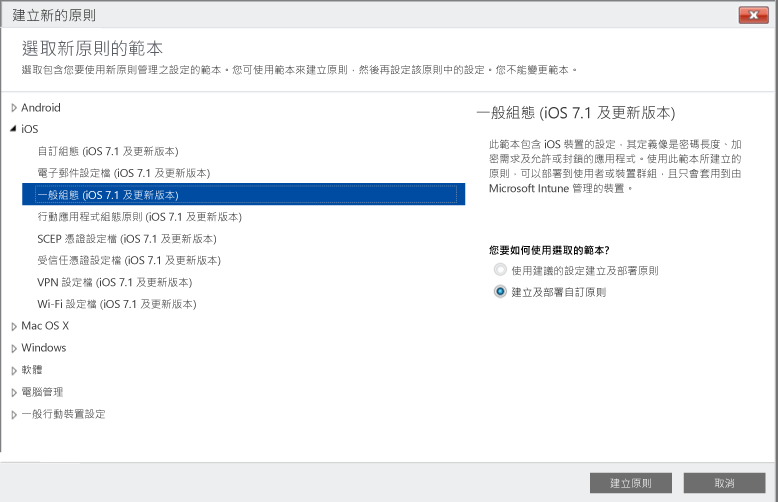 建立新的原則
選取新原則的範本
選取包含您要使用新原則管理之設定的範本。您可使用範本來建立原則，然後再設定該原則中的設定。您不能變更範本。
Android
iOS
自訂組態 (iOS 7.1 及更新版本)
電子郵件設定檔 (iOS 7.1 及更新版本)
一般組態 (iOS 7.1 及更新版本)
行動應用程式組態原則 (iOS 7.1 及更新版本)
SCEP 憑證設定檔 (iOS 7.1 及更新版本)
受信任憑證設定檔 (iOS 7.1 及更新版本)
VPN 設定檔 (iOS 7.1 及更新版本)
Wi-Fi 設定檔 (iOS 7.1 及更新版本)
Mac OS X
Windows
軟體
電腦管理
一般行動裝置設定
一般組態 (iOS 7.1 及更新版本)
此範本包含 iOS 裝置的設定，其定義像是密碼長度、加
密需求及允許或封鎖的應用程式。使用此範本所建立的
原則，可以部署到使用者或裝置群組，且只會套用到由
Microsoft Intune 管理的裝置。
您要如何使用選取的範本?
使用建議的設定建立及部署原則
建立及部署自訂原則
建立原則
取消